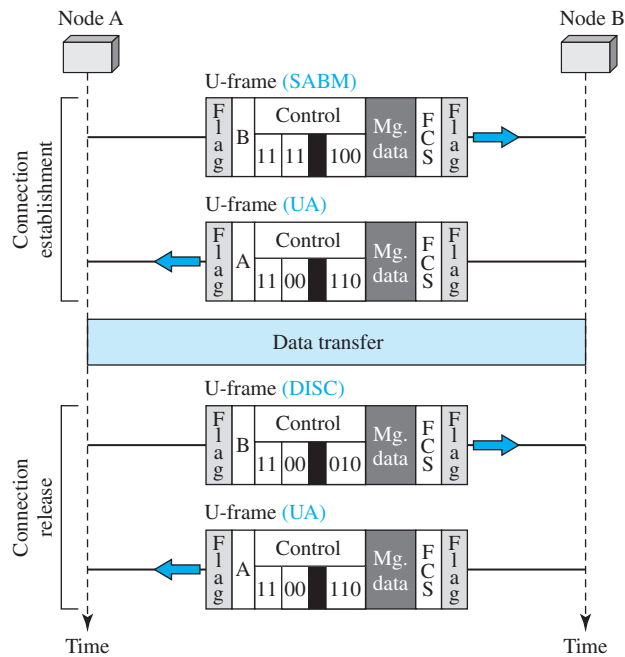 Node A
Node B
U-frame (SABM)
Flag
B
Control
11 11 100
Mg. data
FCS
Flag
Connection establishment
U-frame (UA)
Flag
A
Control
11 00 110
Mg. data
FCS
Flag
Data transfer
U-frame (DISC)
Flag
B
Control
11 00 010
Mg. data
FCS
Flag
Connection release
U-frame (UA)
Flag
A
Control
11 00 110
Mg. data
FCS
Flag
Time
Time